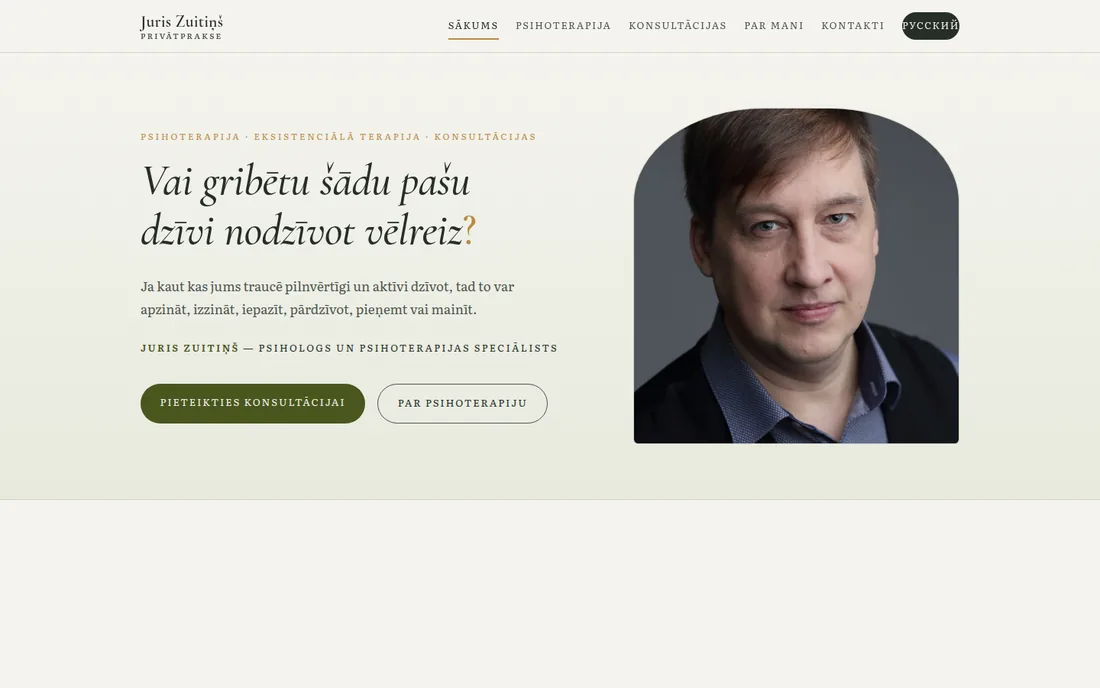 Juris Zuitiņš
PRIVĀTPRAKSE
SĀKUMS
PSIHOTERAPIJA
KONSULTĀCIJAS
PAR MANI
KONTAKTI
РУССКИЙ
PSIHOTERAPIJA · EKSISTENCIĀLĀ TERAPIJA · KONSULTĀCIJAS
Vai gribētu šādu pašu
dzīvi nodzīvot vēlreiz?
Ja kaut kas jums traucē pilnvērtīgi un aktīvi dzīvot, tad to var
apzināt, izzināt, iepazīt, pārdzīvot, pieņemt vai mainīt.
JURIS ZUITIŅŠ — PSIHOLOGS UN PSIHOTERAPIJAS SPECIĀLISTS
PIETEIKTIES KONSULTĀCIJAI
PAR PSIHOTERAPIJU